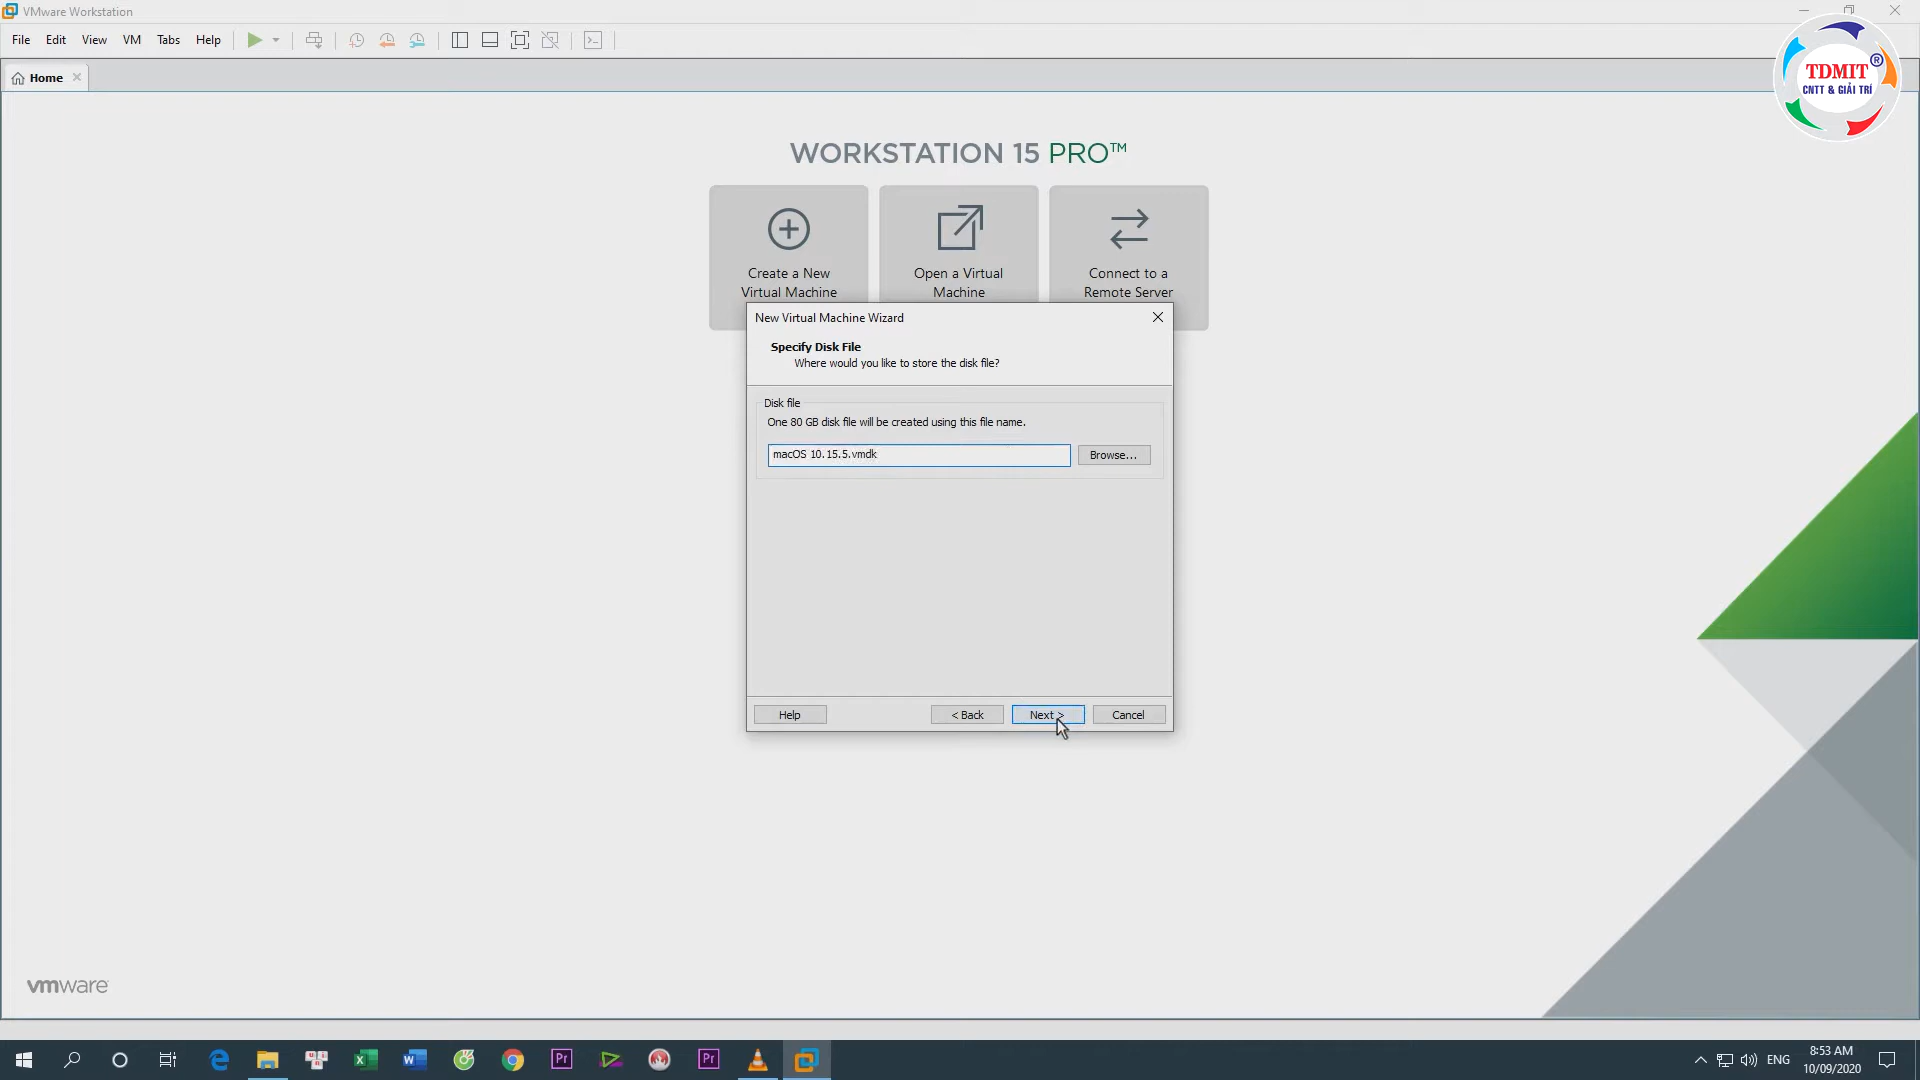 VMware Workstation
File Edit View VM Tabs Help
Home
TDMIT ®
CNTT & GIẢI TRÍ
WORKSTATION 15 PRO™
Create a New
Virtual Machine
Open a Virtual
Machine
Connect to a
Remote Server
New Virtual Machine Wizard
Specify Disk File
Where would you like to store the disk file?
Disk file
One 80 GB disk file will be created using this file name.
macOS 10.15.5.vmdk
Browse...
Help
< Back
Next >
Cancel
vmware
ENG
8:53 AM
10/09/2020